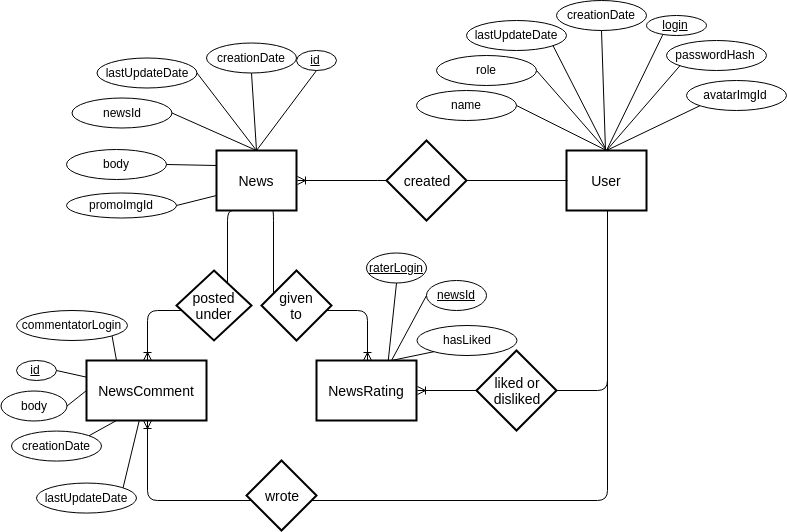 creationDate
login
lastUpdateDate
passwordHash
creationDate
id
lastUpdateDate
role
avatarImgId
newsId
name
body
News
created
User
promoImgId
raterLogin
posted
under
given
to
newsId
commentatorLogin
hasLiked
id
NewsComment
NewsRating
liked or
disliked
body
creationDate
lastUpdateDate
wrote